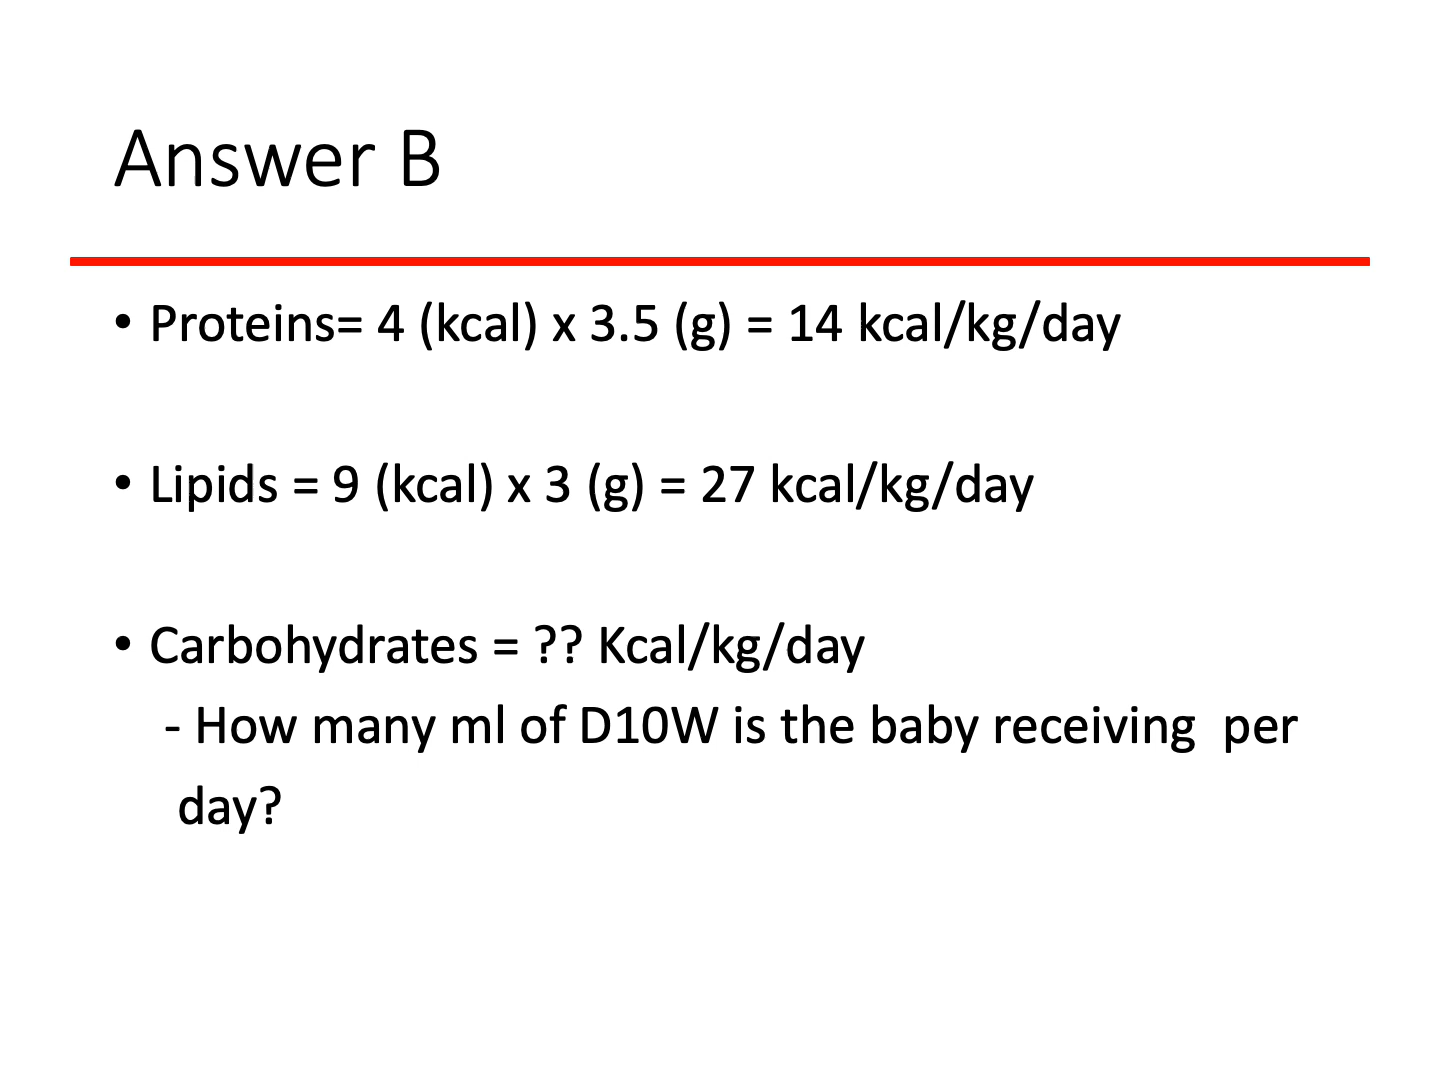 Answer B
• Proteins= 4 (kcal) x 3.5 (g) = 14 kcal/kg/day
• Lipids = 9 (kcal) x 3 (g) = 27 kcal/kg/day
• Carbohydrates = ?? Kcal/kg/day
- How many ml of D10W is the baby receiving  per
day?